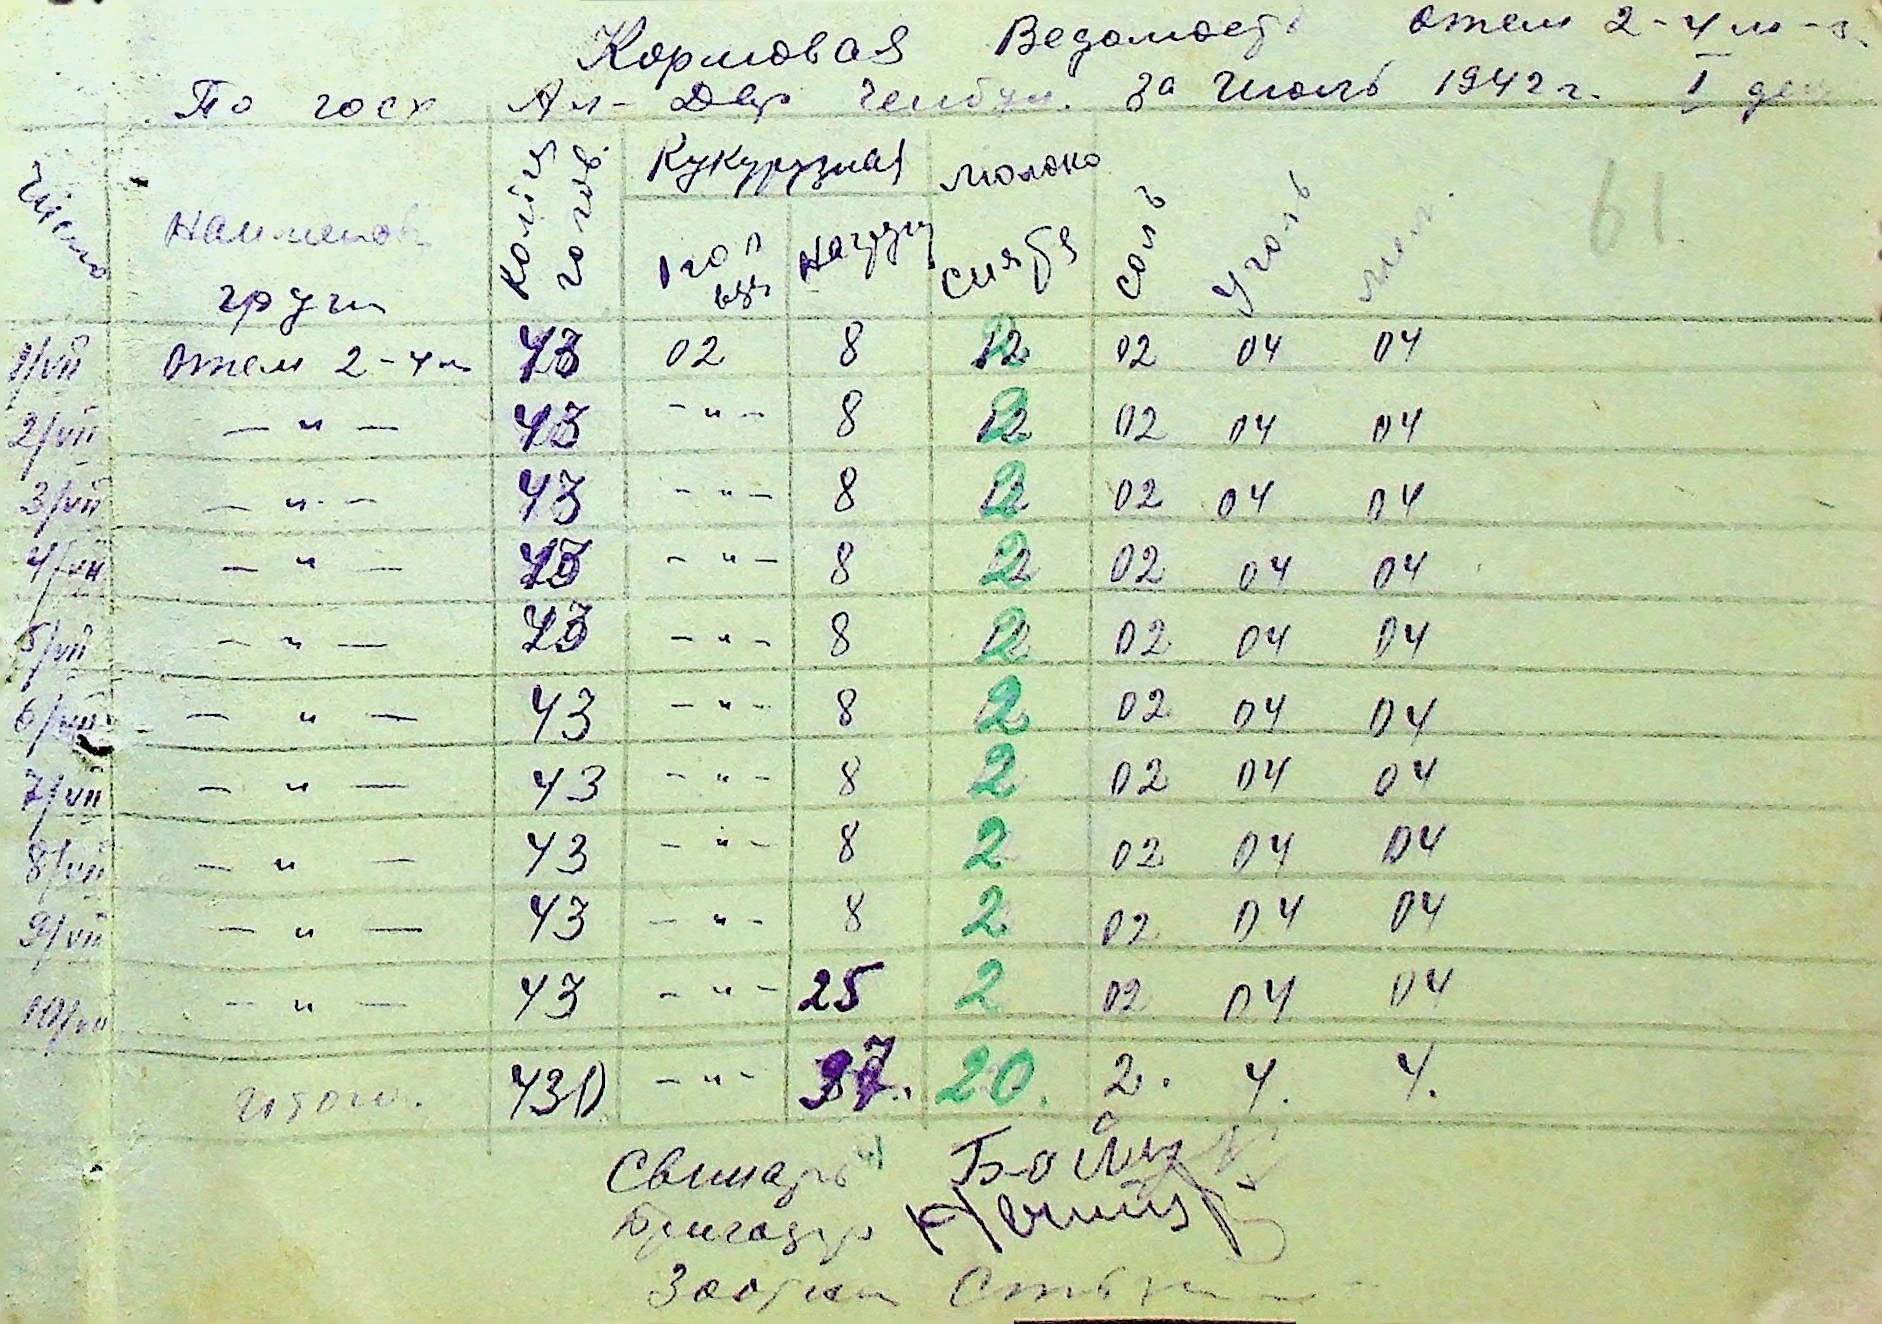 Кормовая Ведомость отъем 2-4 м-ц.
По госх Ал- Дар за Июль 1942 г. I дек
61
Число
Наименов групп
Колич голов.
Кукурузная
1 гол
На группу
молоко
снятое
соль
уголь
мел.
1/VII отъем 2-4 м 43 02 8 2 02 04 04
2/VII — " — 43 - " - 8 2 02 04 04
3/VII — " — 43 - " - 8 2 02 04 04
4/VII — " — 43 - " - 8 2 02 04 04
5/VII — " — 43 - " - 8 2 02 04 04
6/VII — " — 43 - " - 8 2 02 04 04
7/VII — " — 43 - " - 8 2 02 04 04
8/VII — " — 43 - " - 8 2 02 04 04
9/VII — " — 43 - " - 8 2 02 04 04
10/VII — " — 43 - " - 25 2 02 04 04
Итого. 430 - " - 97. 20. 2. 4. 4.
Свинарь
Бригадир
Зоотехн